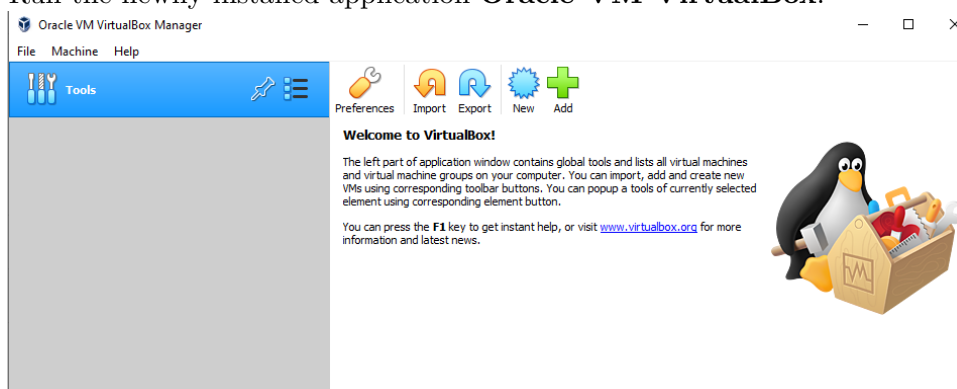 Run the newly installed application Oracle VM VirtualBox.
Oracle VM VirtualBox Manager
File Machine Help
Tools
Preferences Import Export New Add
Welcome to VirtualBox!
The left part of application window contains global tools and lists all virtual machines
and virtual machine groups on your computer. You can import, add and create new
VMs using corresponding toolbar buttons. You can popup a tools of currently selected
element using corresponding element button.
You can press the F1 key to get instant help, or visit www.virtualbox.org for more
information and latest news.